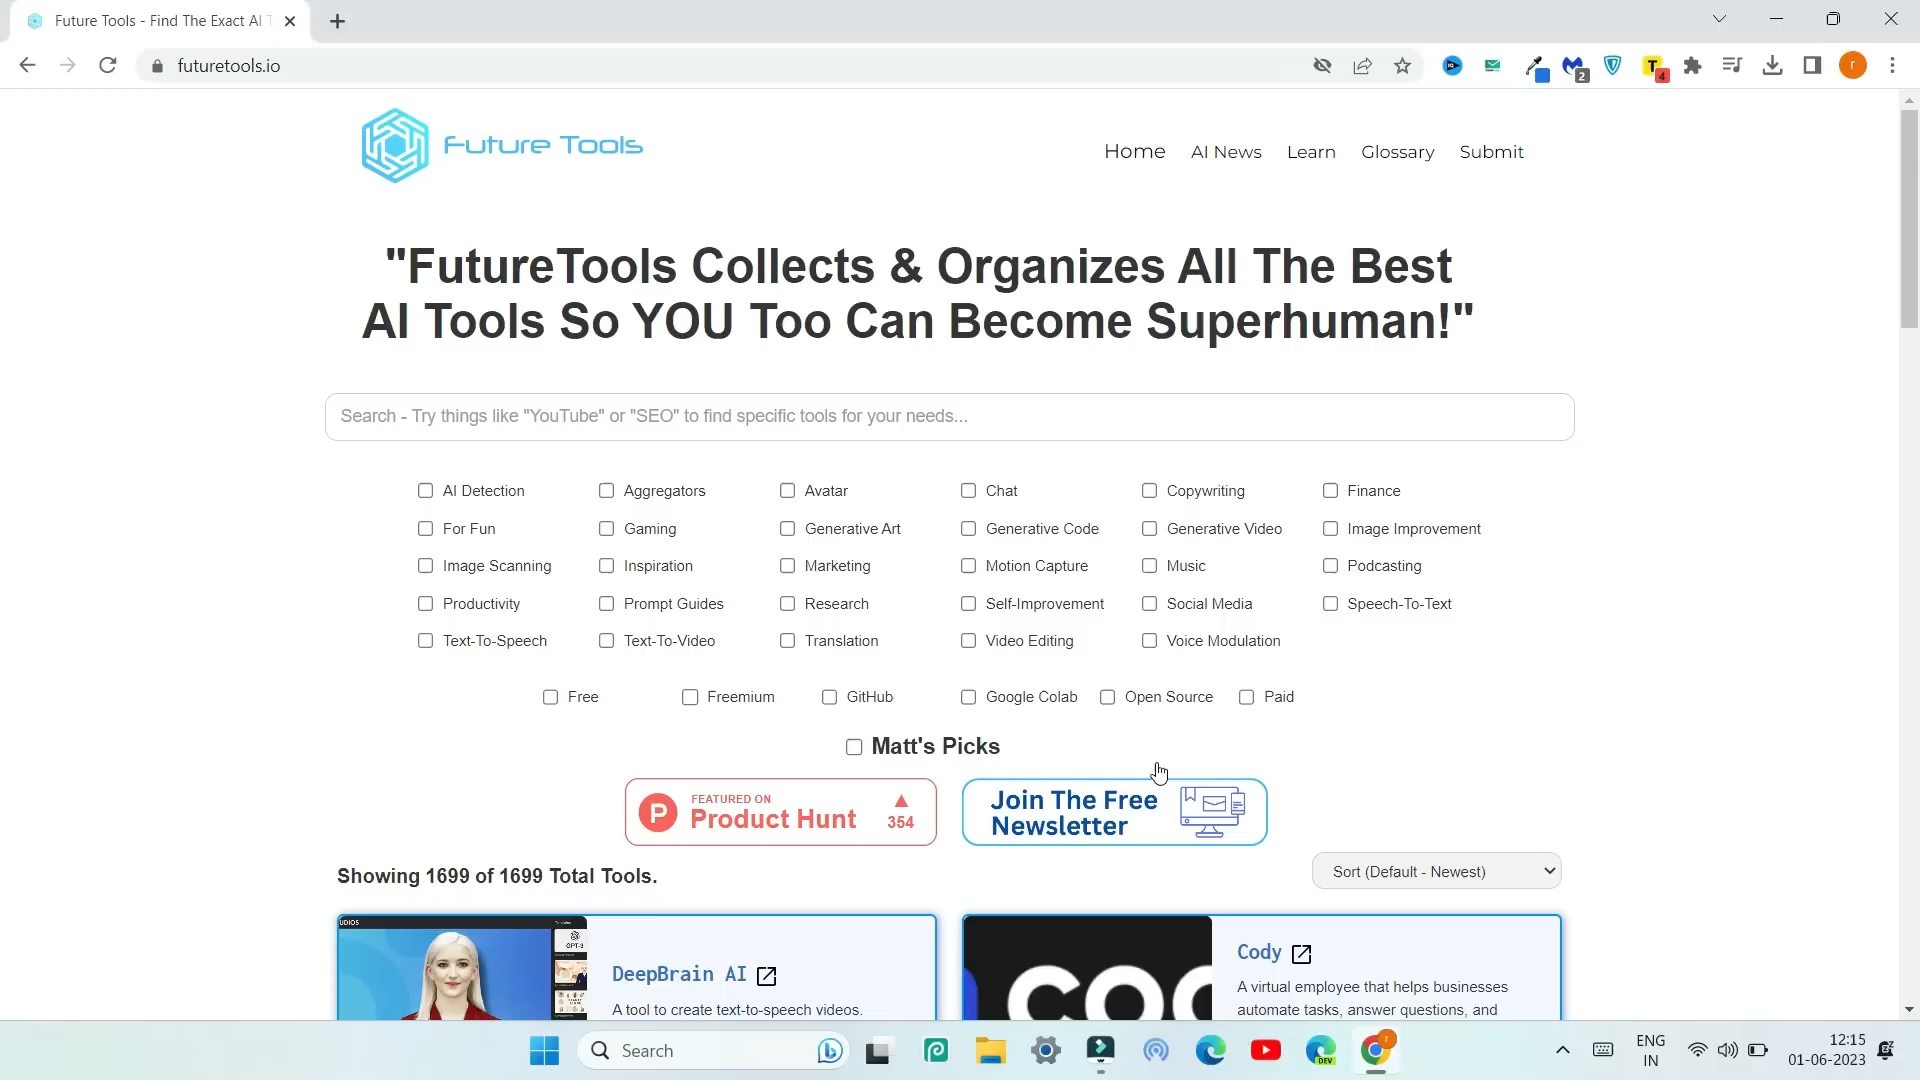 Future Tools - Find The Exact AI T
futuretools.io
2
T
4
r
Future Tools
Home
AI News
Learn
Glossary
Submit
"FutureTools Collects & Organizes All The Best
AI Tools So YOU Too Can Become Superhuman!"
Search - Try things like "YouTube" or "SEO" to find specific tools for your needs...
AI Detection
Aggregators
Avatar
Chat
Copywriting
Finance
For Fun
Gaming
Generative Art
Generative Code
Generative Video
Image Improvement
Image Scanning
Inspiration
Marketing
Motion Capture
Music
Podcasting
Productivity
Prompt Guides
Research
Self-Improvement
Social Media
Speech-To-Text
Text-To-Speech
Text-To-Video
Translation
Video Editing
Voice Modulation
Free
Freemium
GitHub
Google Colab
Open Source
Paid
Matt's Picks
P
FEATURED ON
Product Hunt
354
Join The Free
Newsletter
Showing 1699 of 1699 Total Tools.
Sort (Default - Newest)
UDIOS
GPT-3
DeepBrain AI
A tool to create text-to-speech videos.
COC
Cody
A virtual employee that helps businesses
automate tasks, answer questions, and
Search
DEV
r
ENG
IN
12:15
01-06-2023